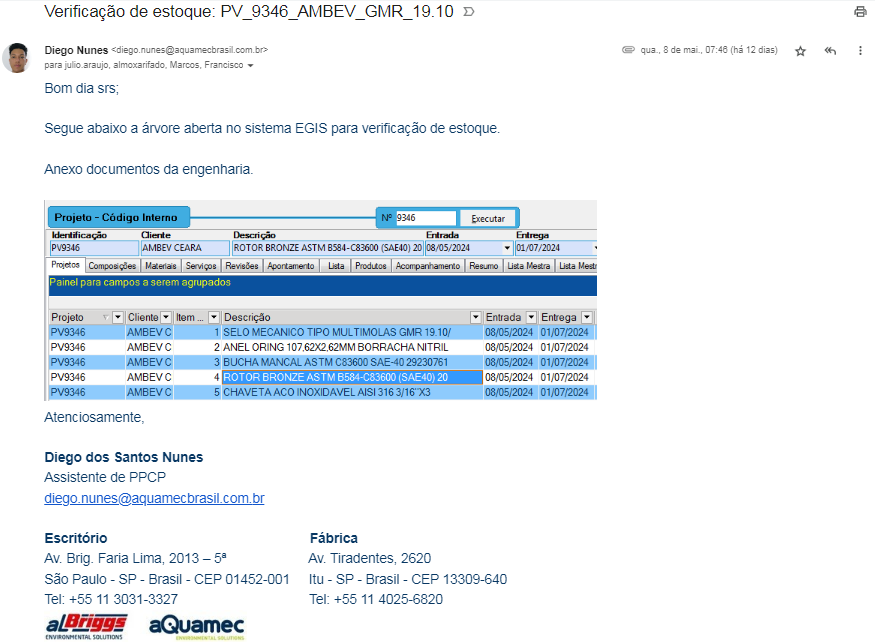 Verificação de estoque: PV_9346_AMBEV_GMR_19.10
Diego Nunes <diego.nunes@aquamecbrasil.com.br>
qua., 8 de mai., 07:46 (há 12 dias)
para julio.araujo, almoxarifado, Marcos, Francisco
Bom dia srs;
Segue abaixo a árvore aberta no sistema EGIS para verificação de estoque.
Anexo documentos da engenharia.
Projeto - Código Interno Nº 9346 Executar
Identificação Cliente Descrição Entrada Entrega
PV9346 AMBEV CEARA ROTOR BRONZE ASTM B584-C83600 (SAE40) 20 08/05/2024 01/07/2024
Projetos Composições Materiais Serviços Revisões Apontamento Lista Produtos Acompanhamento Resumo Lista Mestra Lista Mestr
Painel para campos a serem agrupados
Projeto Cliente Item ... Descrição Entrada Entrega
PV9346 AMBEV C 1 SELO MECANICO TIPO MULTIMOLAS GMR 19.10/ 08/05/2024 01/07/2024
PV9346 AMBEV C 2 ANEL ORING 107,62X2,62MM BORRACHA NITRIL 08/05/2024 01/07/2024
PV9346 AMBEV C 3 BUCHA MANCAL ASTM C83600 SAE-40 29230761 08/05/2024 01/07/2024
PV9346 AMBEV C 4 ROTOR BRONZE ASTM B584-C83600 (SAE40) 20 08/05/2024 01/07/2024
PV9346 AMBEV C 5 CHAVETA ACO INOXIDAVEL AISI 316 3/16"X3 08/05/2024 01/07/2024
Atenciosamente,
Diego dos Santos Nunes
Assistente de PPCP
diego.nunes@aquamecbrasil.com.br
Escritório
Av. Brig. Faria Lima, 2013 – 5ª
São Paulo - SP - Brasil - CEP 01452-001
Tel: +55 11 3031-3327
Fábrica
Av. Tiradentes, 2620
Itu - SP - Brasil - CEP 13309-640
Tel: +55 11 4025-6820
alBriggs
ENVIRONMENTAL SOLUTIONS
aQuamec
ENVIRONMENTAL SOLUTIONS